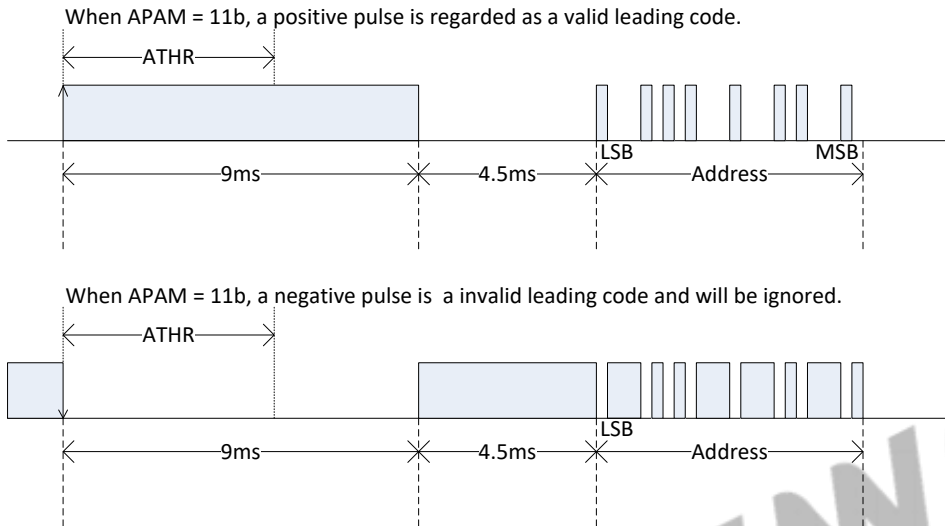 When APAM = 11b, a positive pulse is regarded as a valid leading code.
ATHR
LSB MSB
9ms 4.5ms Address
When APAM = 11b, a negative pulse is a invalid leading code and will be ignored.
ATHR
LSB
9ms 4.5ms Address